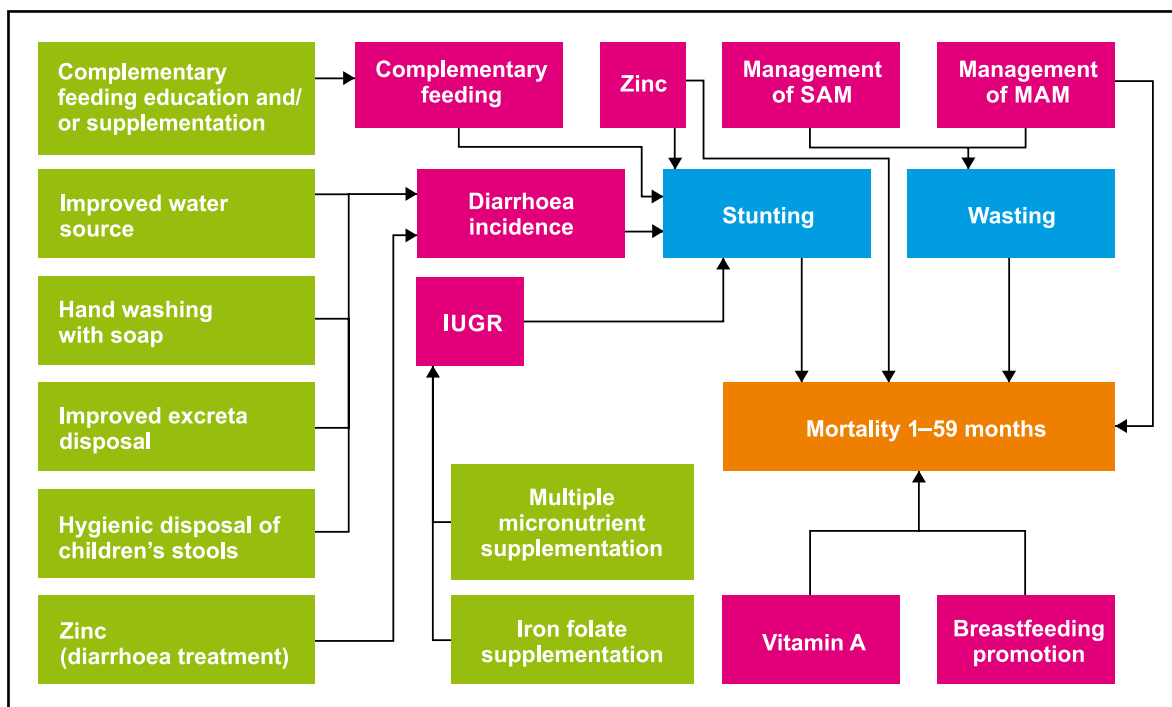 Complementary
feeding education and/
or supplementation
Complementary
feeding
Zinc
Management
of SAM
Management
of MAM
Improved water
source
Diarrhoea
incidence
Stunting
Wasting
Hand washing
with soap
IUGR
Improved excreta
disposal
Mortality 1–59 months
Hygienic disposal of
children’s stools
Multiple
micronutrient
supplementation
Zinc
(diarrhoea treatment)
Iron folate
supplementation
Vitamin A
Breastfeeding
promotion